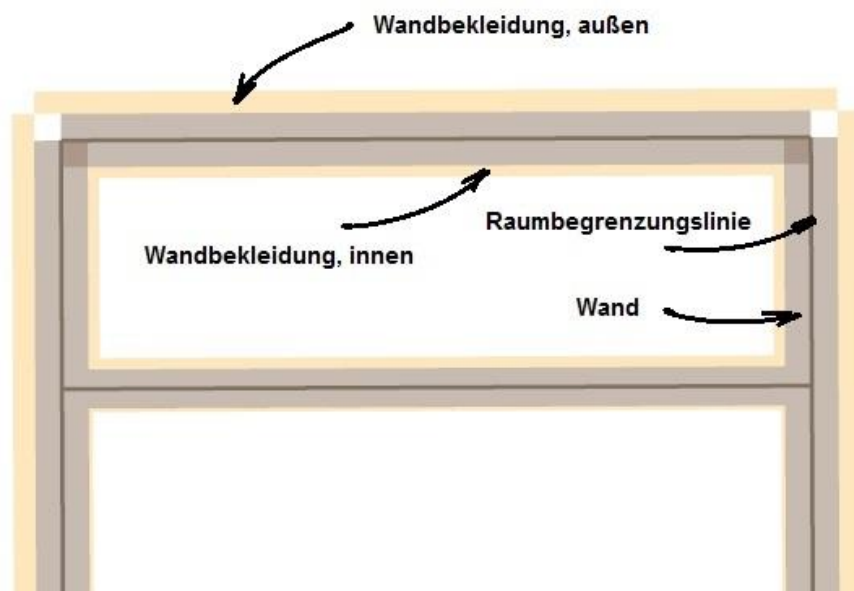 Wandbekleidung, außen
Raumbegrenzungslinie
Wandbekleidung, innen
Wand